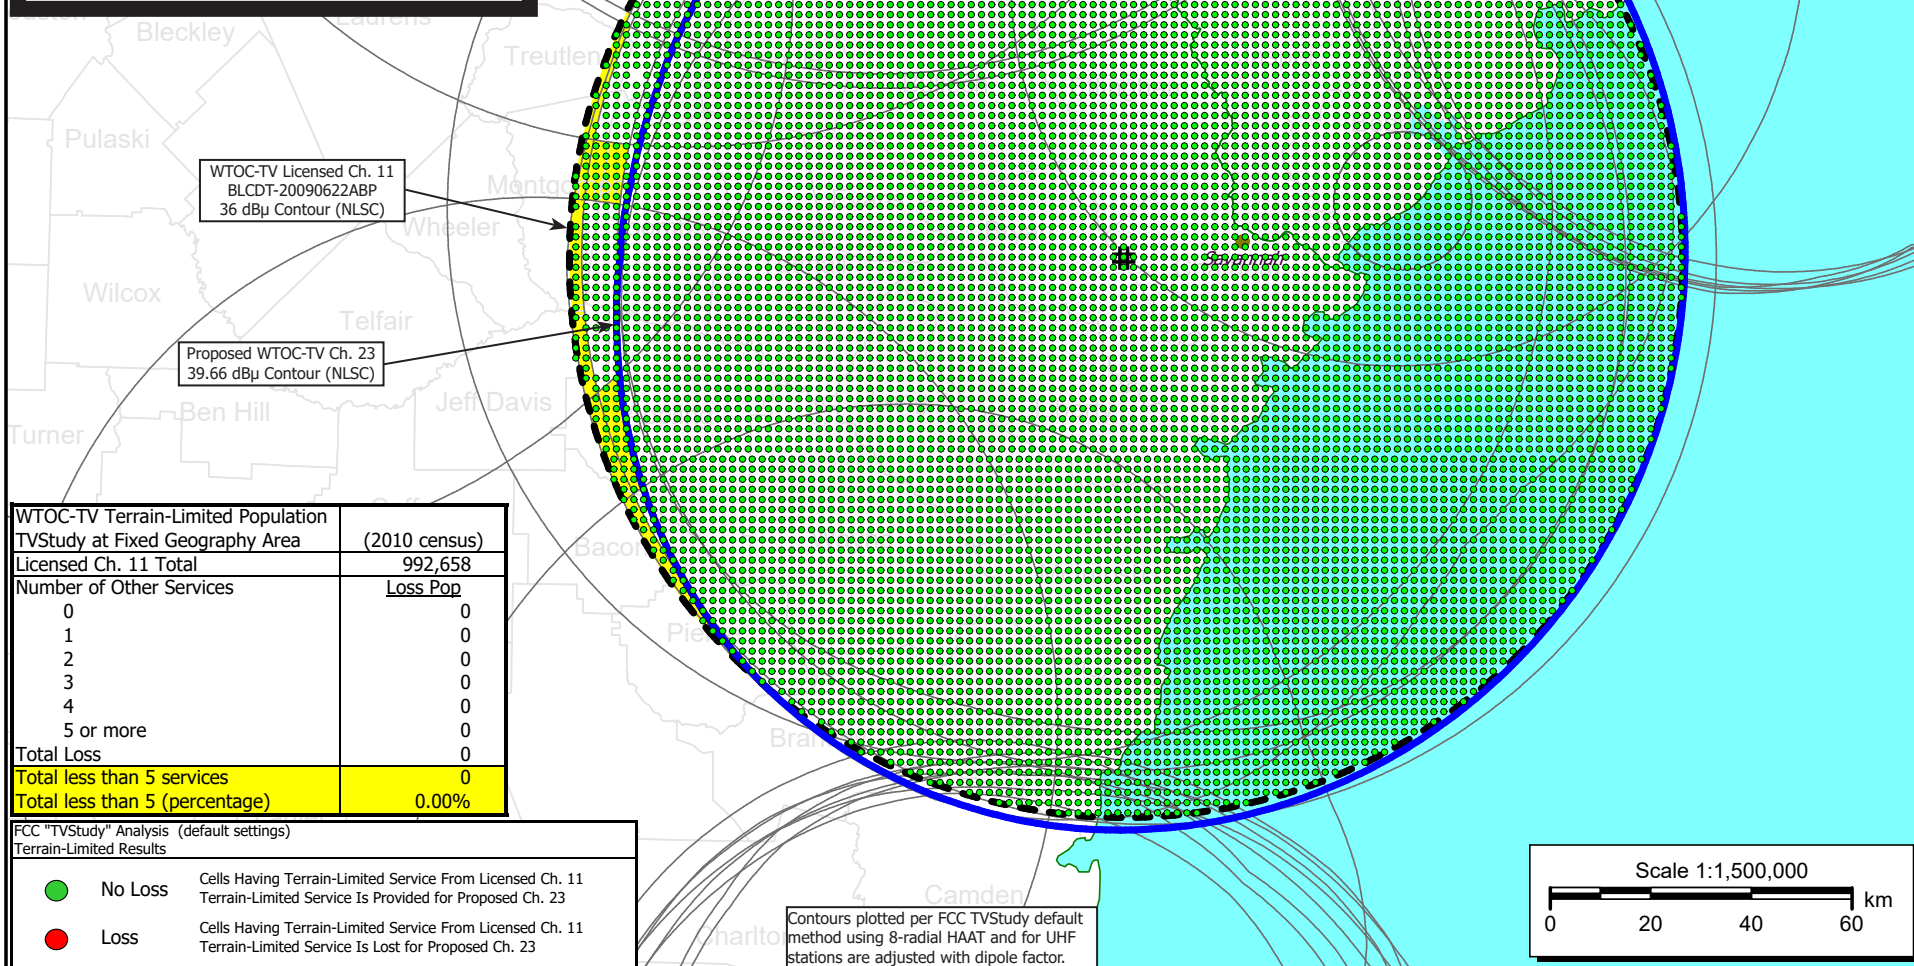 Laurens
Bleckley
Treutlen
Pulaski
WTOC-TV Licensed Ch. 11
BLCDT-20090622ABP
36 dBµ Contour (NLSC)
Wheeler
Savannah
Wilcox
Telfair
Proposed WTOC-TV Ch. 23
39.66 dBµ Contour (NLSC)
Jeff Davis
Ben Hill
Turner
WTOC-TV Terrain-Limited Population
TVStudy at Fixed Geography Area (2010 census)
Licensed Ch. 11 Total 992,658
Number of Other Services Loss Pop
0 0
1 0
2 0
3 0
4 0
5 or more 0
Total Loss 0
Total less than 5 services 0
Total less than 5 (percentage) 0.00%
FCC "TVStudy" Analysis (default settings)
Terrain-Limited Results
No Loss Cells Having Terrain-Limited Service From Licensed Ch. 11
Terrain-Limited Service Is Provided for Proposed Ch. 23
Loss Cells Having Terrain-Limited Service From Licensed Ch. 11
Terrain-Limited Service Is Lost for Proposed Ch. 23
Camden
Contours plotted per FCC TVStudy default
method using 8-radial HAAT and for UHF
stations are adjusted with dipole factor.
Scale 1:1,500,000
km
0 20 40 60